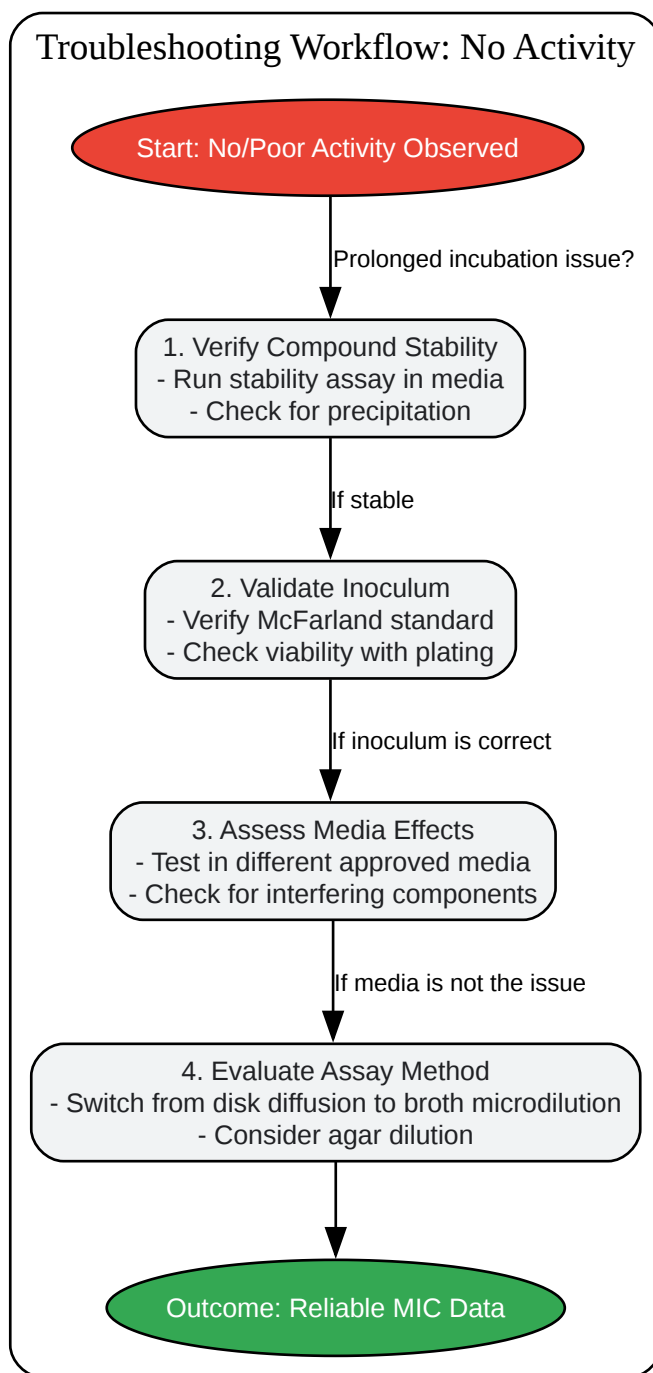 Troubleshooting Workflow: No Activity
Start: No/Poor Activity Observed
Prolonged incubation issue?
1. Verify Compound Stability
- Run stability assay in media
- Check for precipitation
If stable
2. Validate Inoculum
- Verify McFarland standard
- Check viability with plating
If inoculum is correct
3. Assess Media Effects
- Test in different approved media
- Check for interfering components
If media is not the issue
4. Evaluate Assay Method
- Switch from disk diffusion to broth microdilution
- Consider agar dilution
Outcome: Reliable MIC Data